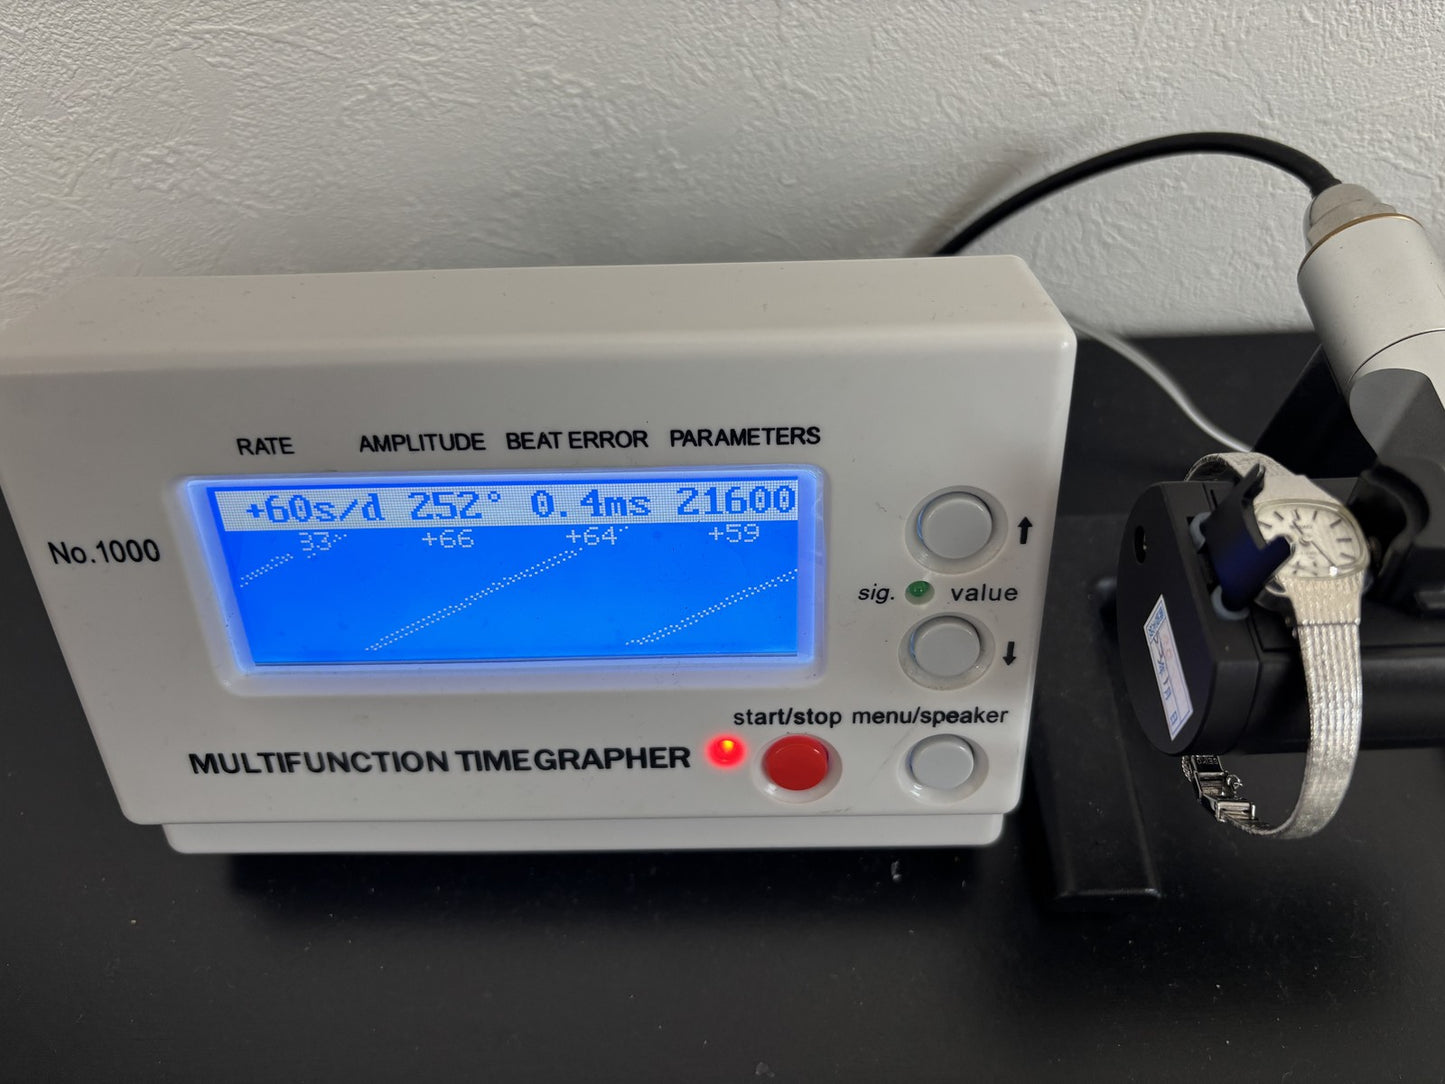 RATE AMPLITUDE BEAT ERROR PARAMETERS
+60s/d 252° 0.4ms 21600
33 +66 +64 +59
No.1000
sig. value
start/stop menu/speaker
MULTIFUNCTION TIMEGRAPHER